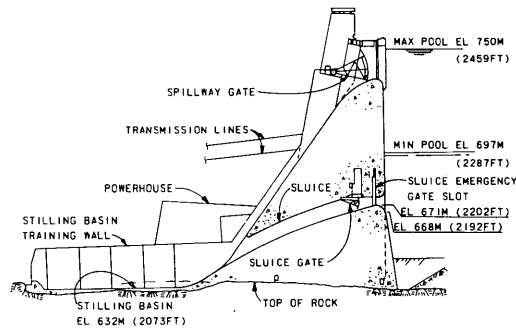 MAX POOL EL 750M
(2459FT)
SPILLWAY GATE
TRANSMISSION LINES
MIN POOL EL 697M
(2287FT)
POWERHOUSE
SLUICE
SLUICE EMERGENCY
GATE SLOT
STILLING BASIN
TRAINING WALL
EL 671M (2202FT)
EL 668M (2192FT)
SLUICE GATE
STILLING BASIN
EL 632M (2073FT)
TOP OF ROCK